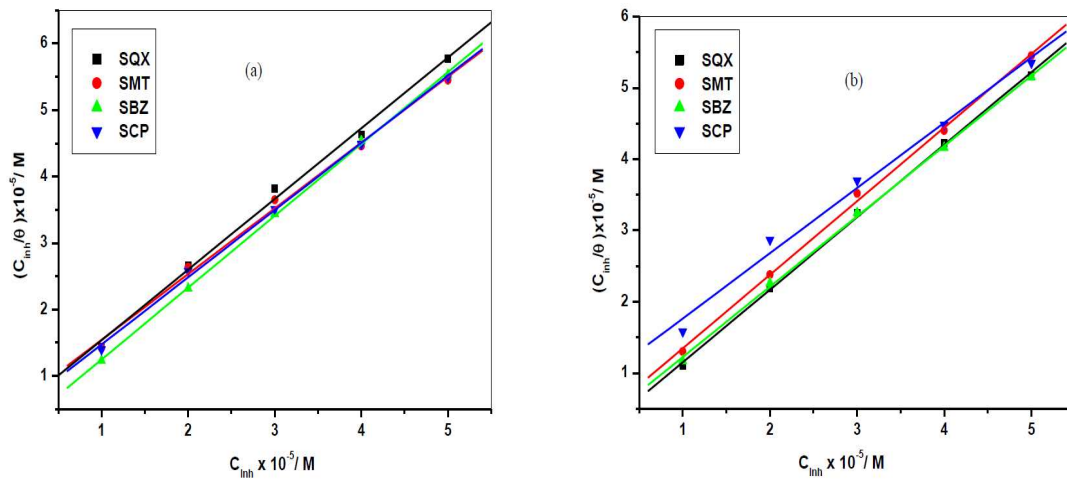 6
5
4
3
2
1
1 2 3 4 5
(C_inh/θ)x10^-5/ M
C_inh x 10^-5/ M
SQX
SMT
SBZ
SCP
(a)
6
5
4
3
2
1
0
1 2 3 4 5
(C_inh/θ)x10^-5/ M
C_inh x 10^-5/ M
SQX
SMT
SBZ
SCP
(b)